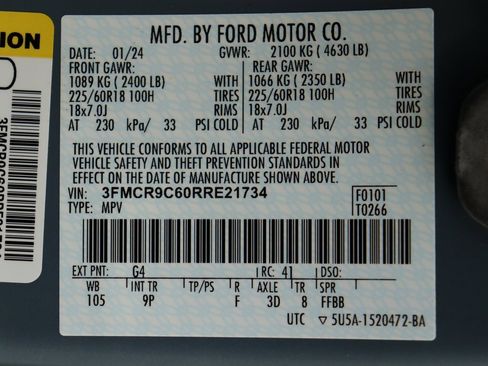 MFD. BY FORD MOTOR CO.
DATE: 01/24 GVWR: 2100 KG ( 4630 LB)
FRONT GAWR: REAR GAWR:
1089 KG ( 2400 LB) WITH 1066 KG ( 2350 LB) WITH
225/60R18 100H TIRES 225/60R18 100H TIRES
18x7.0J RIMS 18x7.0J RIMS
AT 230 kPa/ 33 PSI COLD AT 230 kPa/ 33 PSI COLD
THIS VEHICLE CONFORMS TO ALL APPLICABLE FEDERAL MOTOR
VEHICLE SAFETY AND THEFT PREVENTION STANDARDS IN
EFFECT ON THE DATE OF MANUFACTURE SHOWN ABOVE.
VIN: 3FMCR9C60RRE21734 F0101
TYPE: MPV T0266
EXT PNT: G4 RC: 41 DSO:
WB INT TR TP/PS R AXLE TR SPR
105 9P F 3D 8 FFBB
UTC ▽ 5U5A-1520472-BA